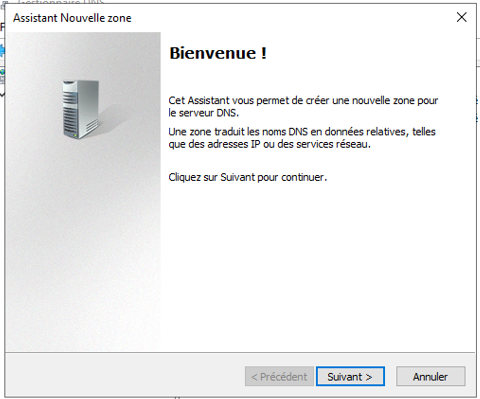 Gestionnaire DNS
Assistant Nouvelle zone
Bienvenue !
Cet Assistant vous permet de créer une nouvelle zone pour
le serveur DNS.
Une zone traduit les noms DNS en données relatives, telles
que des adresses IP ou des services réseau.
Cliquez sur Suivant pour continuer.
< Précédent
Suivant >
Annuler